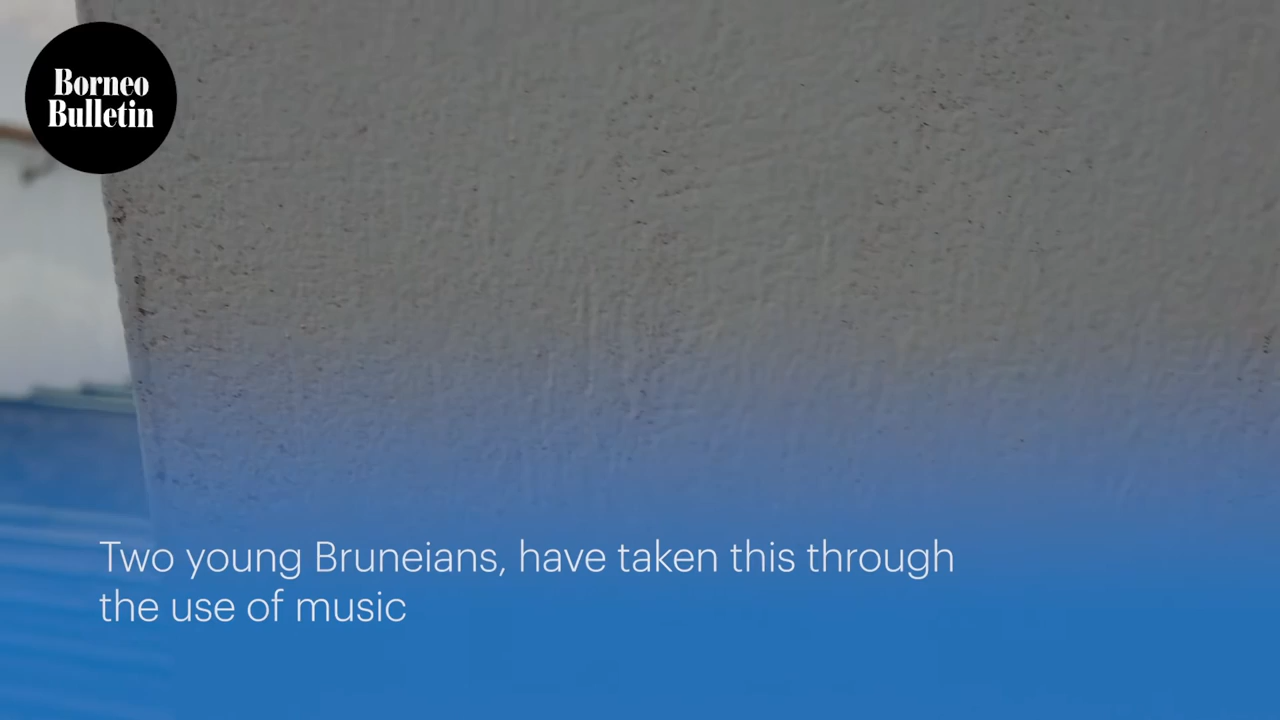 Borneo
Bulletin
Two young Bruneians, have taken this through
the use of music